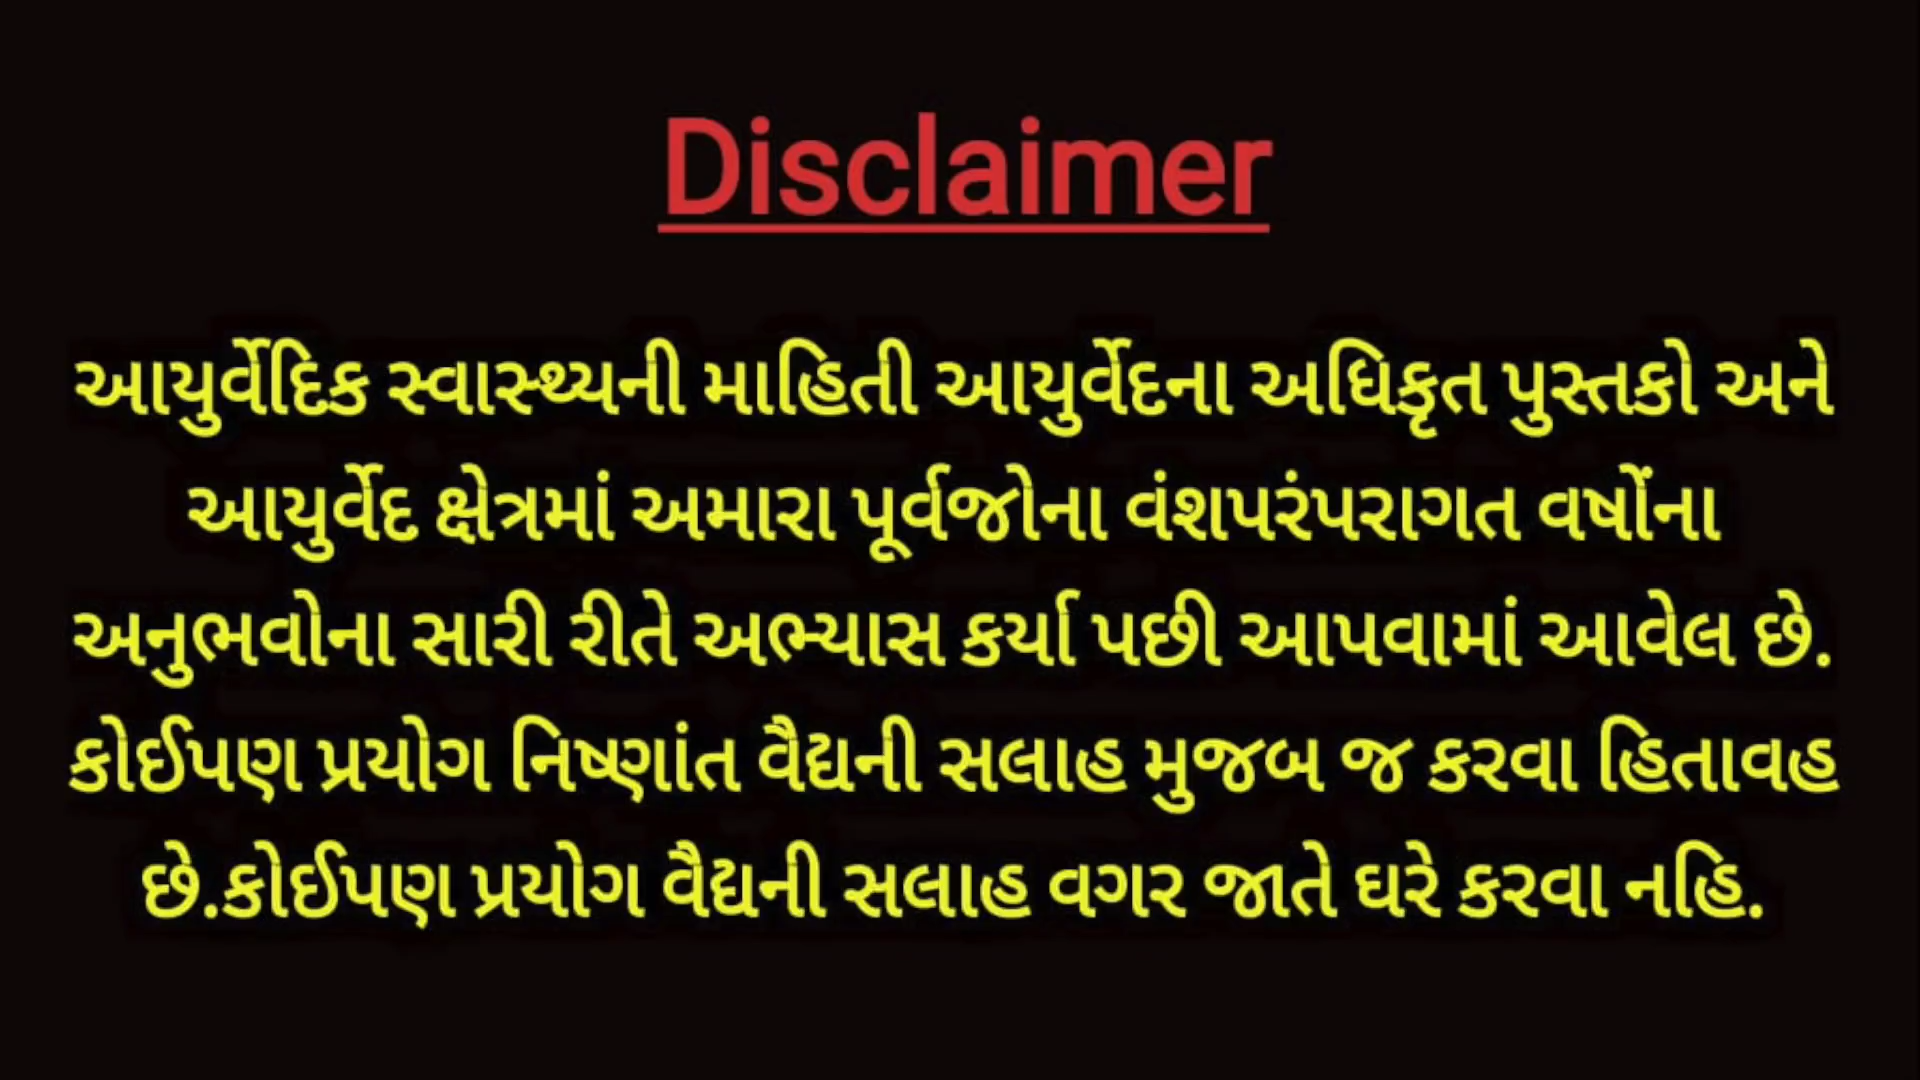 Disclaimer
આયુર્વેદિક સ્વાસ્થ્યની માહિતી આયુર્વેદના અધિકૃત પુસ્તકો અને
આયુર્વેદ ક્ષેત્રમાં અમારા પૂર્વજોના વંશપરંપરાગત વર્ષોંના
અનુભવોના સારી રીતે અભ્યાસ કર્યા પછી આપવામાં આવેલ છે.
કોઈપણ પ્રયોગ નિષ્ણાંત વૈદ્યની સલાહ મુજબ જ કરવા હિતાવહ
છે.કોઈપણ પ્રયોગ વૈદ્યની સલાહ વગર જાતે ઘરે કરવા નહિ.